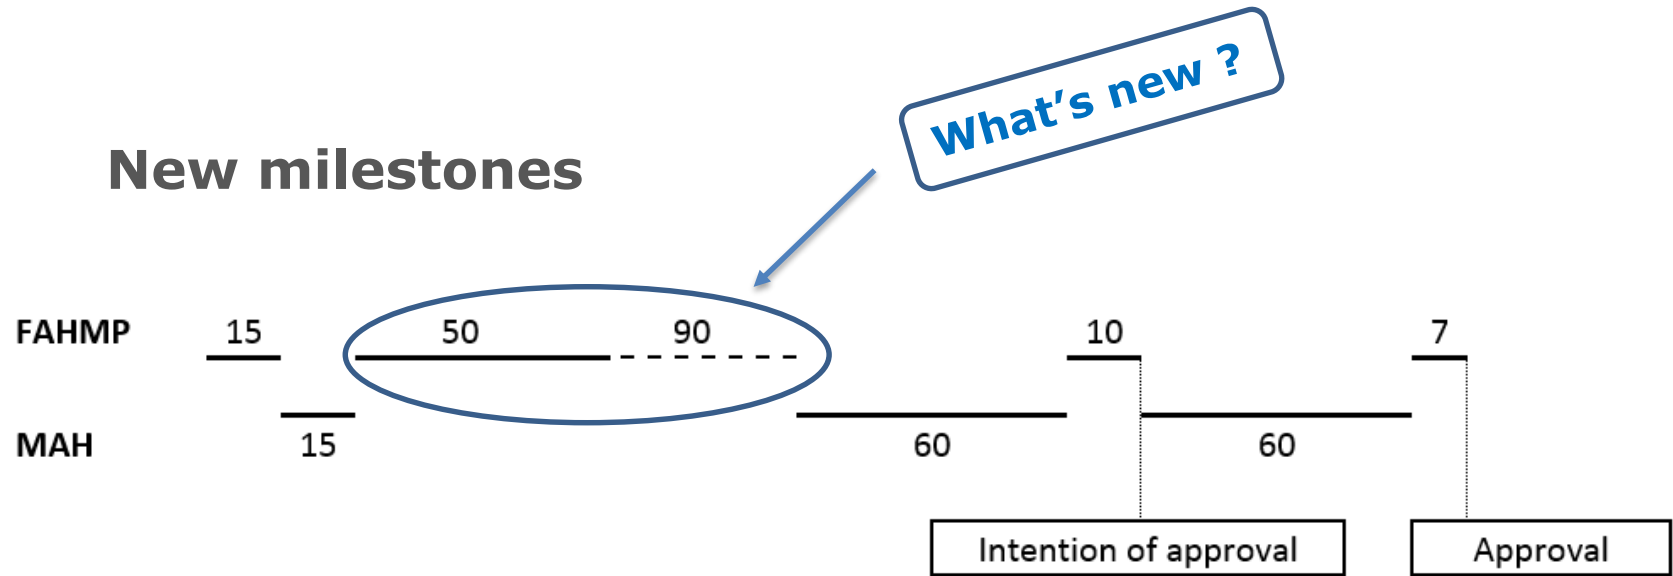 What's new ?
New milestones
FAHMP 15 50 90 10 7
MAH 15 60 60
Intention of approval Approval